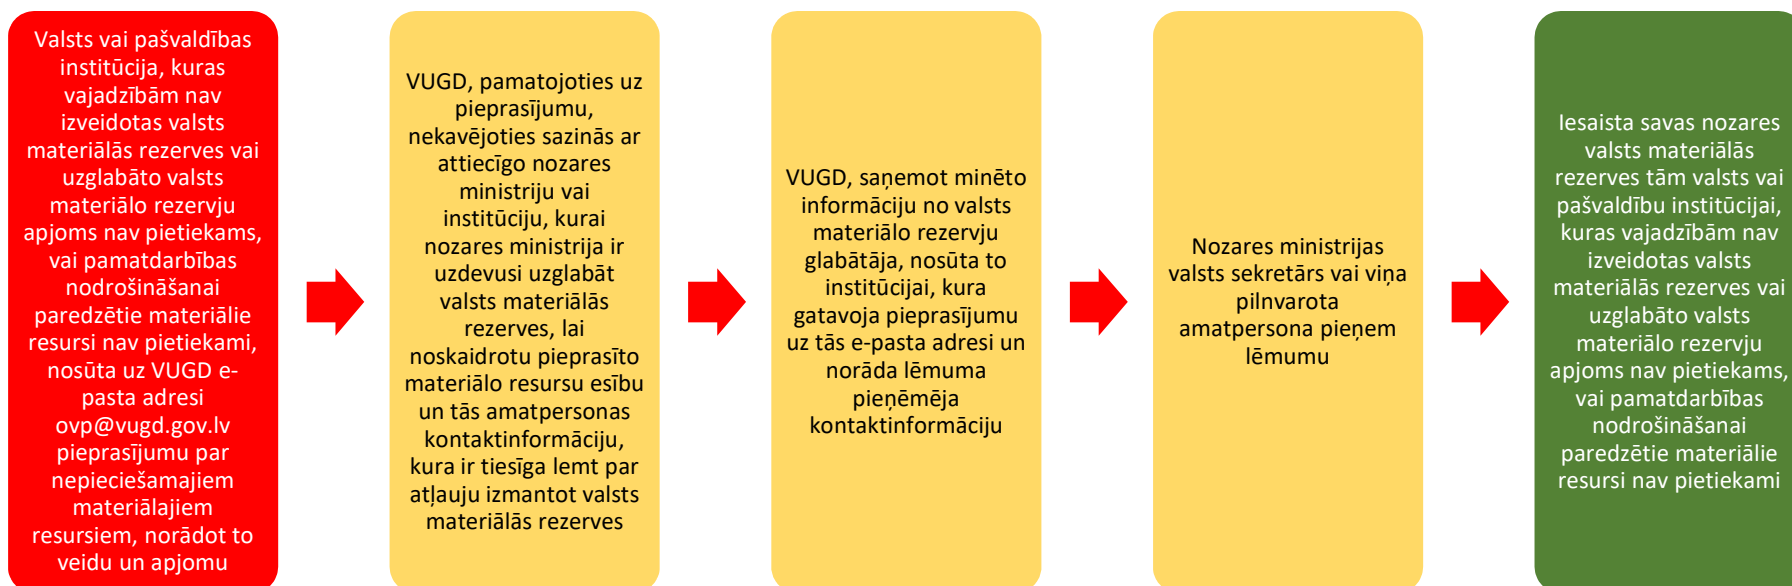 Valsts vai pašvaldības
institūcija, kuras
vajadzībām nav
izveidotas valsts
materiālās rezerves vai
uzglabāto valsts
materiālo rezervju
apjoms nav pietiekams,
vai pamatdarbības
nodrošināšanai
paredzētie materiālie
resursi nav pietiekami,
nosūta uz VUGD e-
pasta adresi
ovp@vugd.gov.lv
pieprasījumu par
nepieciešamajiem
materiālajiem
resursiem, norādot to
veidu un apjomu
VUGD, pamatojoties uz
pieprasījumu,
nekavējoties sazinās ar
attiecīgo nozares
ministriju vai
institūciju, kurai
nozares ministrija ir
uzdevusi uzglabāt
valsts materiālās
rezerves, lai
noskaidrotu pieprasīto
materiālo resursu esību
un tās amatpersonas
kontaktinformāciju,
kura ir tiesīga lemt par
atļauju izmantot valsts
materiālās rezerves
VUGD, saņemot minēto
informāciju no valsts
materiālo rezervju
glabātāja, nosūta to
institūcijai, kura
gatavoja pieprasījumu
uz tās e-pasta adresi un
norāda lēmuma
pieņēmēja
kontaktinformāciju
Nozares ministrijas
valsts sekretārs vai viņa
pilnvarota
amatpersona pieņem
lēmumu
Iesaista savas nozares
valsts materiālās
rezerves tām valsts vai
pašvaldību institūcijai,
kuras vajadzībām nav
izveidotas valsts
materiālās rezerves vai
uzglabāto valsts
materiālo rezervju
apjoms nav pietiekams,
vai pamatdarbības
nodrošināšanai
paredzētie materiālie
resursi nav pietiekami